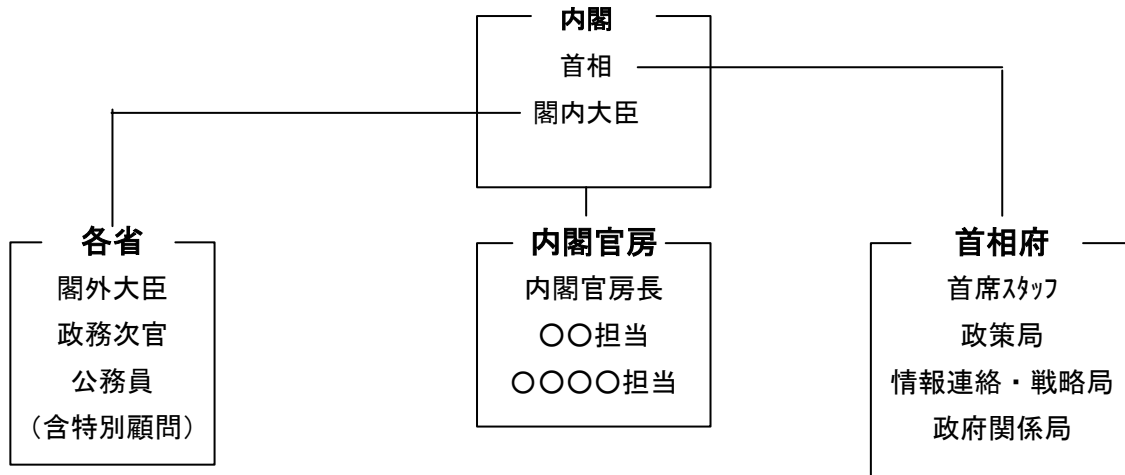 内閣
首相
閣内大臣
各省
閣外大臣
政務次官
公務員
（含特別顧問）
内閣官房
内閣官房長
〇〇担当
〇〇〇〇担当
首相府
首席ｽﾀｯﾌ
政策局
情報連絡・戦略局
政府関係局